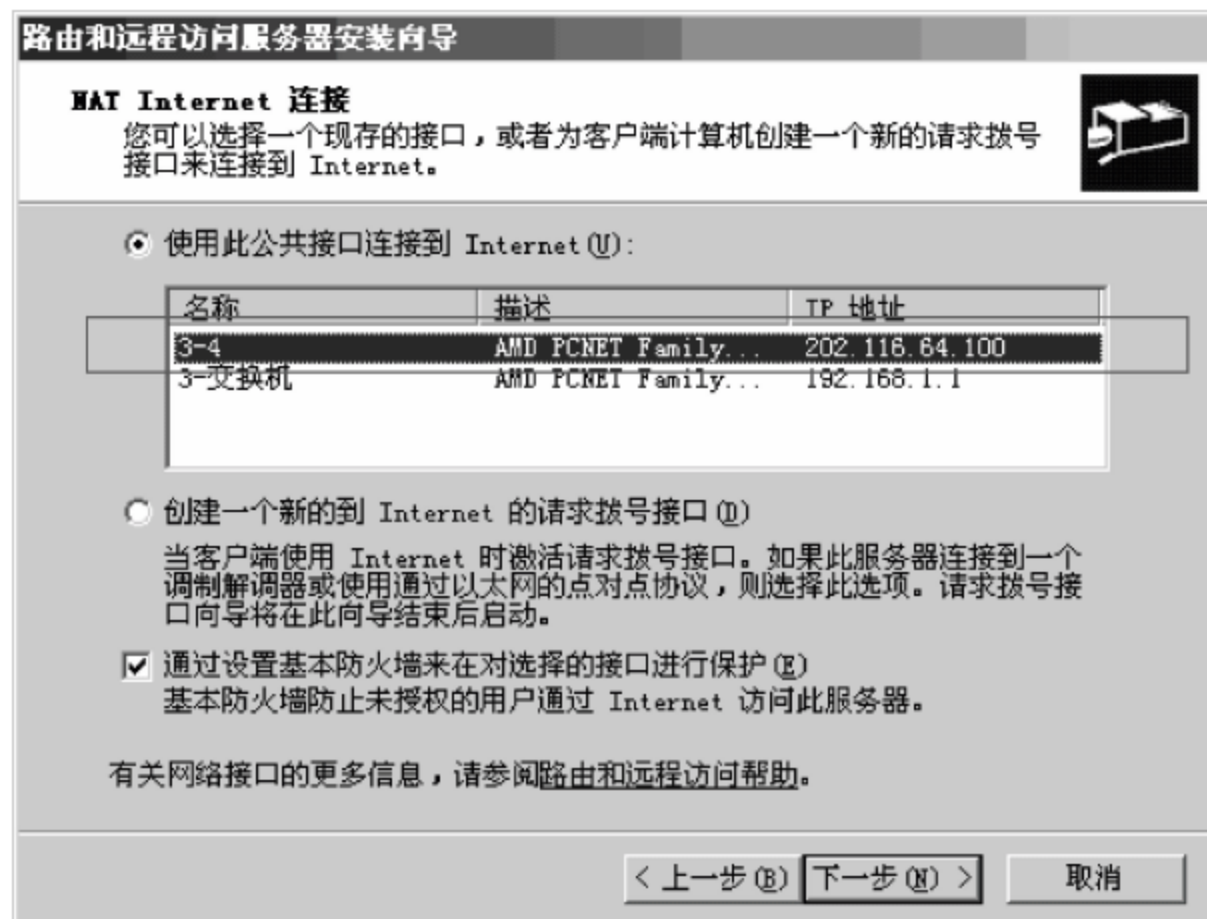 路由和远程访问服务器安装向导
NAT Internet 连接
您可以选择一个现存的接口，或者为客户端计算机创建一个新的请求拨号
接口来连接到 Internet。
使用此公共接口连接到 Internet(U):
名称 描述 IP 地址
3-4 AMD PCNET Family... 202.116.64.100
3-交换机 AMD PCNET Family... 192.168.1.1
创建一个新的到 Internet 的请求拨号接口(D)
当客户端使用 Internet 时激活请求拨号接口。如果此服务器连接到一个
调制解调器或使用通过以太网的点对点协议，则选择此选项。请求拨号接
口向导将在此向导结束后启动。
通过设置基本防火墙来在对选择的接口进行保护(E)
基本防火墙防止未授权的用户通过 Internet 访问此服务器。
有关网络接口的更多信息，请参阅路由和远程访问帮助。
< 上一步(B) 下一步(N) > 取消